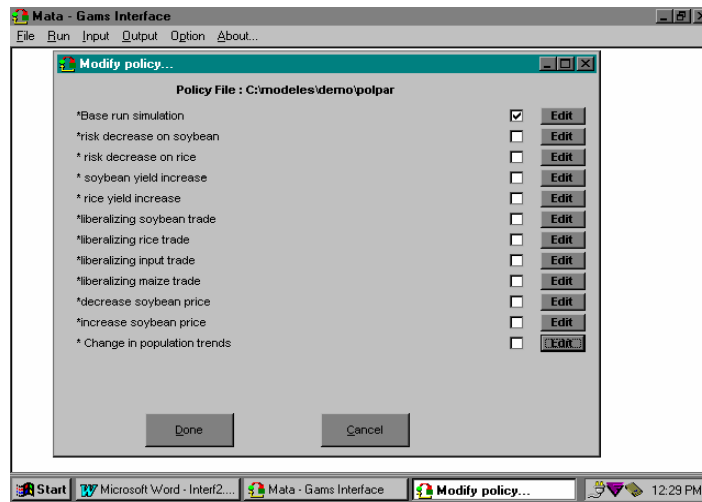 Mata - Gams Interface
File Run Input Output Option About...
Modify policy...
Policy File : C:\modeles\demo\polpar
*Base run simulation Edit
*risk decrease on soybean Edit
* risk decrease on rice Edit
* soybean yield increase Edit
* rice yield increase Edit
*liberalizing soybean trade Edit
*liberalizing rice trade Edit
*liberalizing input trade Edit
*liberalizing maize trade Edit
*decrease soybean price Edit
*increase soybean price Edit
* Change in population trends Edit
Done Cancel
Start Microsoft Word - Interf2.... Mata - Gams Interface Modify policy... 12:29 PM